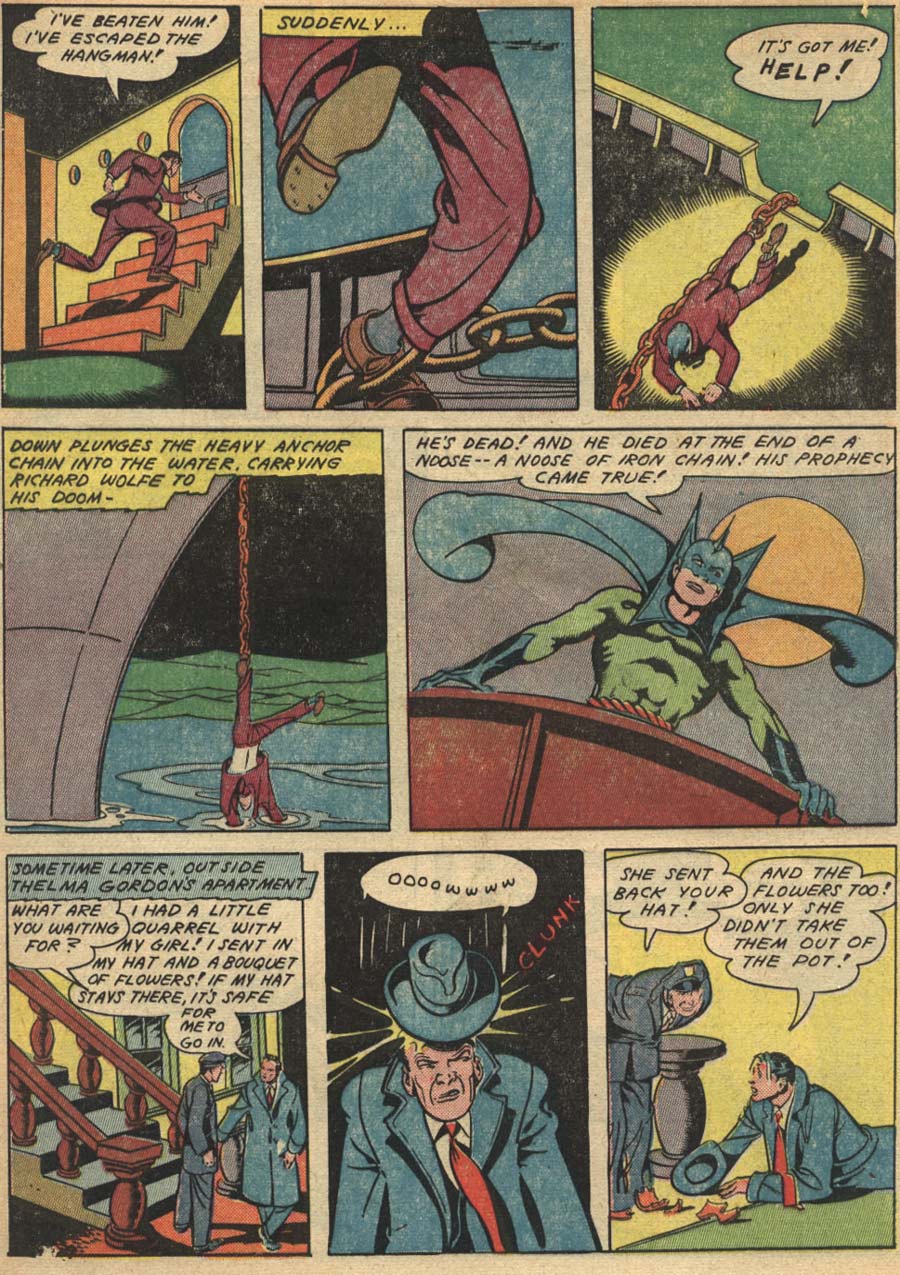 I'VE BEATEN HIM!
I'VE ESCAPED THE
HANGMAN!
SUDDENLY...
IT'S GOT ME!
HELP!
DOWN PLUNGES THE HEAVY ANCHOR
CHAIN INTO THE WATER, CARRYING
RICHARD WOLFE TO
HIS DOOM-
HE'S DEAD! AND HE DIED AT THE END OF A
NOOSE-- A NOOSE OF IRON CHAIN! HIS PROPHECY
CAME TRUE!
SOMETIME LATER, OUTSIDE
THELMA GORDON'S APARTMENT.
WHAT ARE
YOU WAITING
FOR?
I HAD A LITTLE
QUARREL WITH
MY GIRL! I SENT IN
MY HAT AND A BOUQUET
OF FLOWERS! IF MY HAT
STAYS THERE, IT'S SAFE
FOR
ME TO
GO IN.
OOOOWWWW
CLUNK
SHE SENT
BACK YOUR
HAT!
AND THE
FLOWERS TOO!
ONLY SHE
DIDN'T TAKE
THEM OUT OF
THE POT!